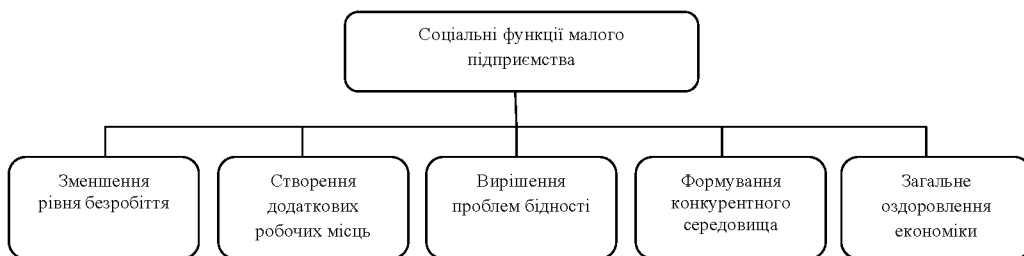 Соціальні функції малого
підприємства
Зменшення
рівня безробіття
Створення
додаткових
робочих місць
Вирішення
проблем бідності
Формування
конкурентного
середовища
Загальне
оздоровлення
економіки